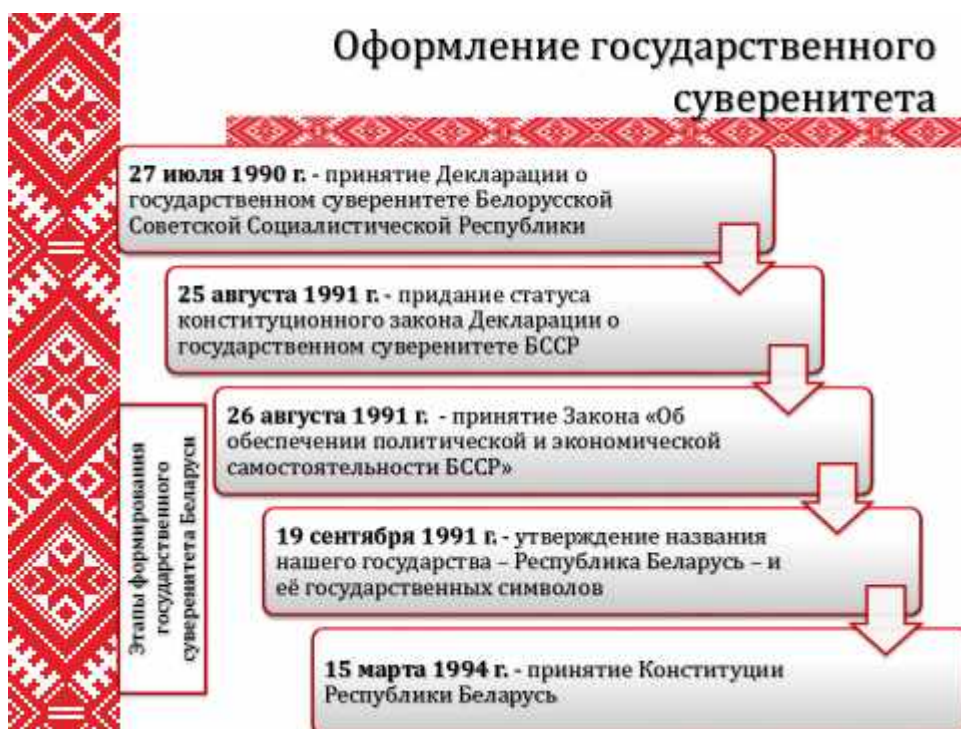 Оформление государственного
суверенитета
27 июля 1990 г. - принятие Декларации о
государственном суверенитете Белорусской
Советской Социалистической Республики
25 августа 1991 г. - придание статуса
конституционного закона Декларации о
государственном суверенитете БССР
26 августа 1991 г. - принятие Закона «Об
обеспечении политической и экономической
самостоятельности БССР»
19 сентября 1991 г. - утверждение названия
нашего государства – Республика Беларусь – и
её государственных символов
15 марта 1994 г. - принятие Конституции
Республики Беларусь
Этапы формирования
государственного
суверенитета Беларуси